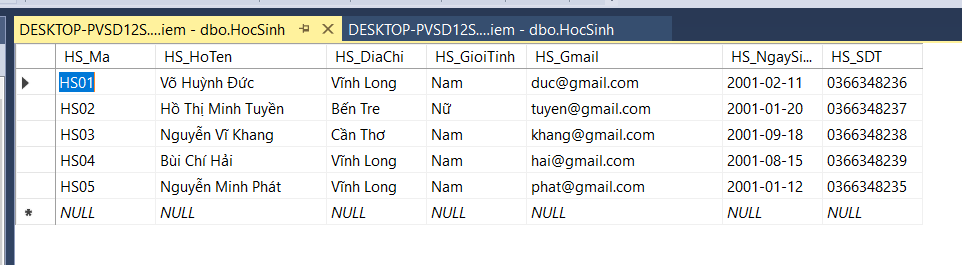 DESKTOP-PVSD12S....iem - dbo.HocSinh DESKTOP-PVSD12S....iem - dbo.HocSinh
HS_Ma HS_HoTen HS_DiaChi HS_GioiTinh HS_Gmail HS_NgaySi... HS_SDT
HS01 Võ Huỳnh Đức Vĩnh Long Nam duc@gmail.com 2001-02-11 0366348236
HS02 Hồ Thị Minh Tuyền Bến Tre Nữ tuyen@gmail.com 2001-01-20 0366348237
HS03 Nguyễn Vĩ Khang Cần Thơ Nam khang@gmail.com 2001-09-18 0366348238
HS04 Bùi Chí Hải Vĩnh Long Nam hai@gmail.com 2001-08-15 0366348239
HS05 Nguyễn Minh Phát Vĩnh Long Nam phat@gmail.com 2001-01-12 0366348235
NULL NULL NULL NULL NULL NULL NULL